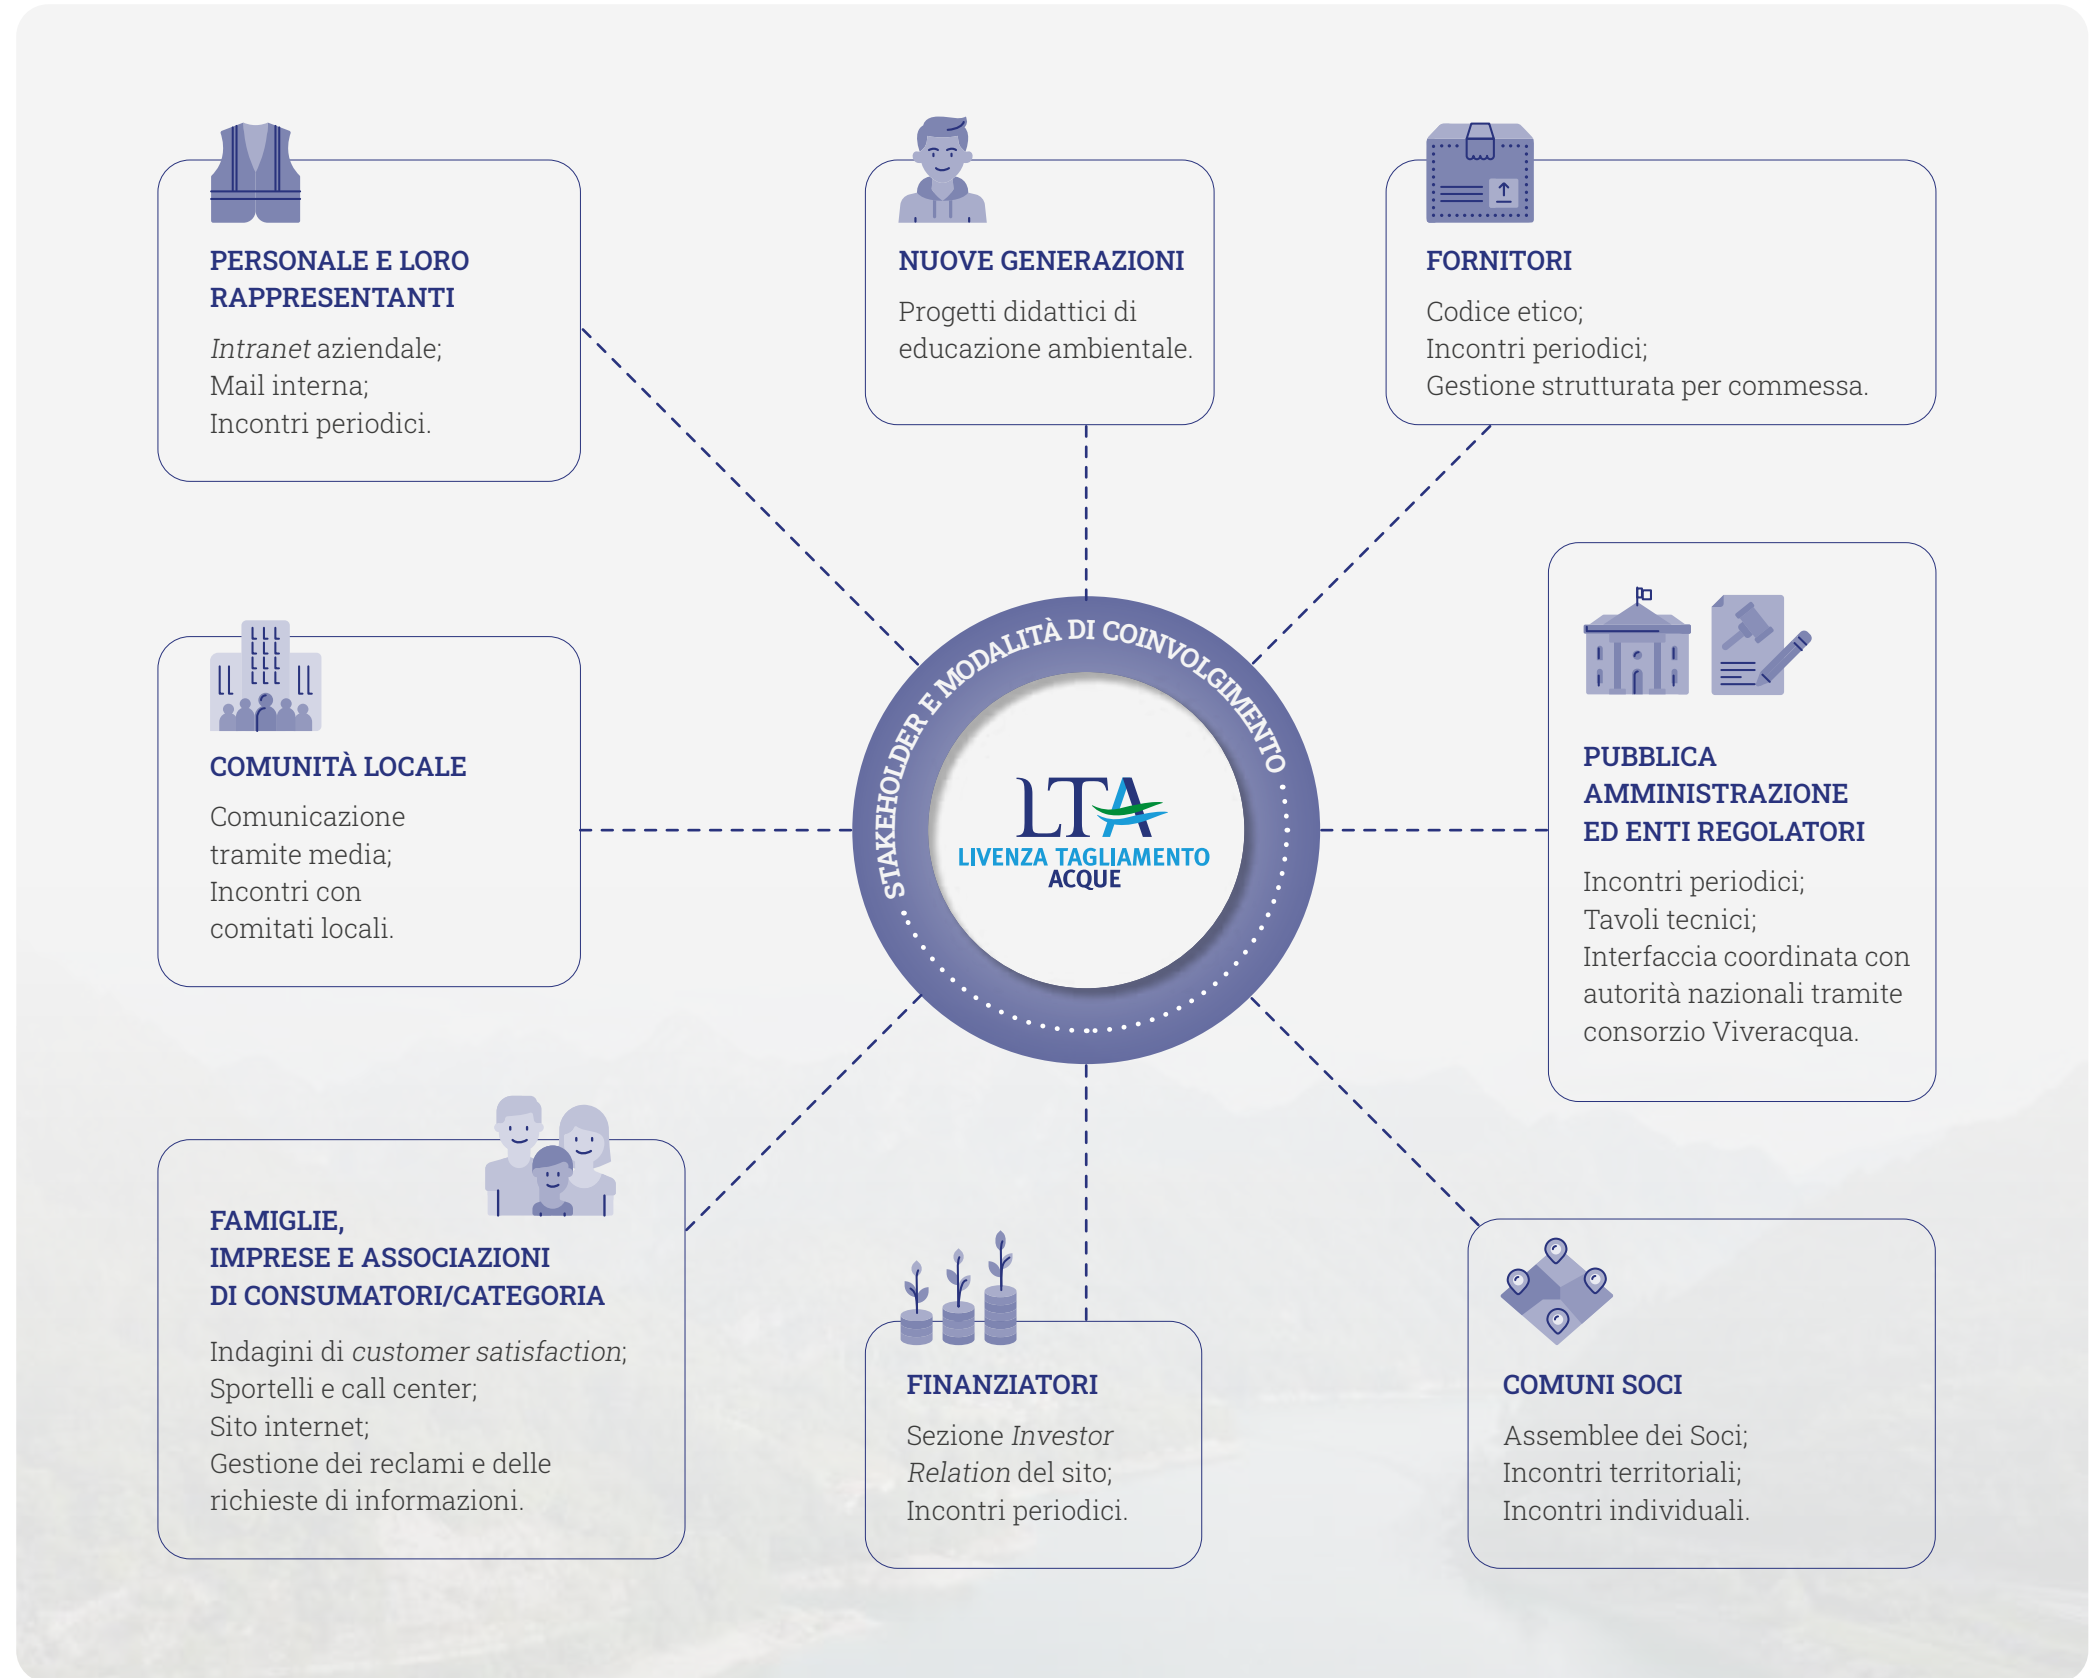 PERSONALE E LORO
RAPPRESENTANTI
Intranet aziendale;
Mail interna;
Incontri periodici.
NUOVE GENERAZIONI
Progetti didattici di
educazione ambientale.
FORNITORI
Codice etico;
Incontri periodici;
Gestione strutturata per commessa.
COMUNITÀ LOCALE
Comunicazione
tramite media;
Incontri con
comitati locali.
STAKEHOLDER E MODALITÀ DI COINVOLGIMENTO
LTA
LIVENZA TAGLIAMENTO
ACQUE
PUBBLICA
AMMINISTRAZIONE
ED ENTI REGOLATORI
Incontri periodici;
Tavoli tecnici;
Interfaccia coordinata con
autorità nazionali tramite
consorzio Viveracqua.
FAMIGLIE,
IMPRESE E ASSOCIAZIONI
DI CONSUMATORI/CATEGORIA
Indagini di customer satisfaction;
Sportelli e call center;
Sito internet;
Gestione dei reclami e delle
richieste di informazioni.
FINANZIATORI
Sezione Investor
Relation del sito;
Incontri periodici.
COMUNI SOCI
Assemblee dei Soci;
Incontri territoriali;
Incontri individuali.